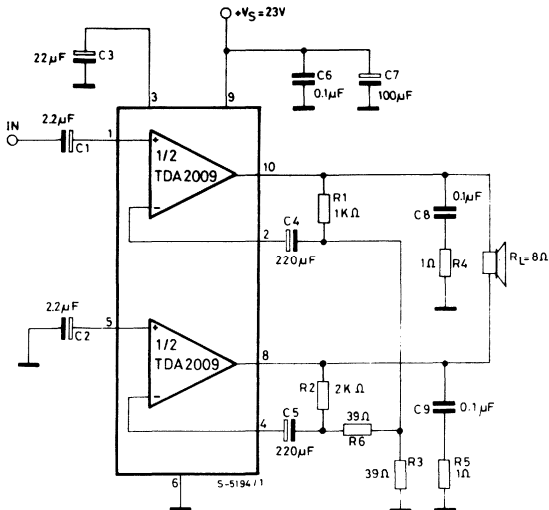 +VS=23V
C3
22µF
3
9
C6
0.1µF
C7
100µF
IN
2.2µF
C1
1
+
1/2
TDA2009
−
10
R1
1KΩ
2
C4
220µF
0.1µF
C8
1Ω
R4
RL=8Ω
2.2µF
C2
5
+
1/2
TDA2009
−
8
R2
2KΩ
4
C5
220µF
39Ω
R6
C9
0.1µF
R3
39Ω
R5
1Ω
6
S-5194/1